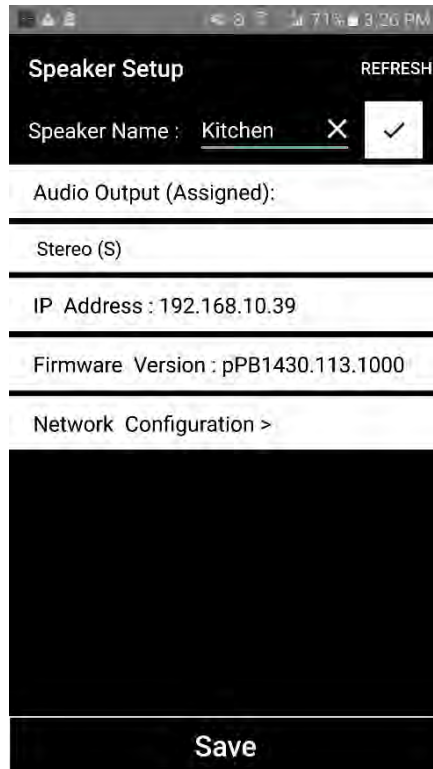 71% 3:26 PM
Speaker Setup REFRESH
Speaker Name : Kitchen
Audio Output (Assigned):
Stereo (S)
IP Address : 192.168.10.39
Firmware Version : pPB1430.113.1000
Network Configuration >
Save